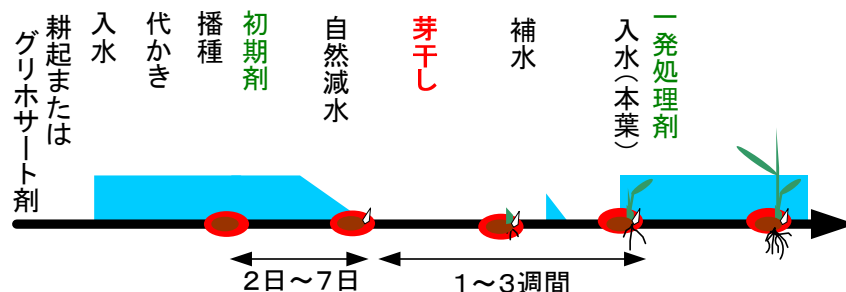 耕起または
グリホサート剤
入水
代かき
播種
初期剤
自然減水
芽干し
補水
入水(本葉)
一発処理剤
2日～7日
1～3週間